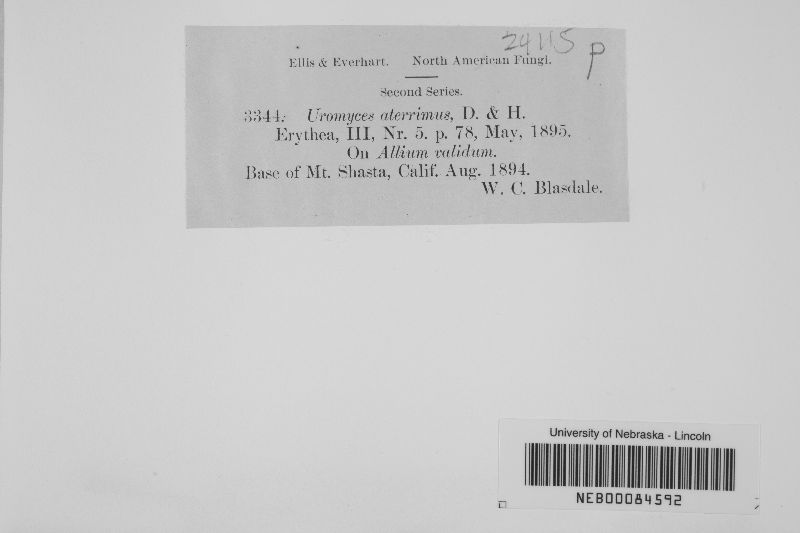 24115 p
Ellis & Everhart. North American Fungi.
Second Series.
3344. Uromyces aterrimus, D. & H.
Erythea, III, Nr. 5. p. 78, May, 1895.
On Allium validum.
Base of Mt. Shasta, Calif. Aug. 1894.
W. C. Blasdale.
University of Nebraska - Lincoln
NEB00084592